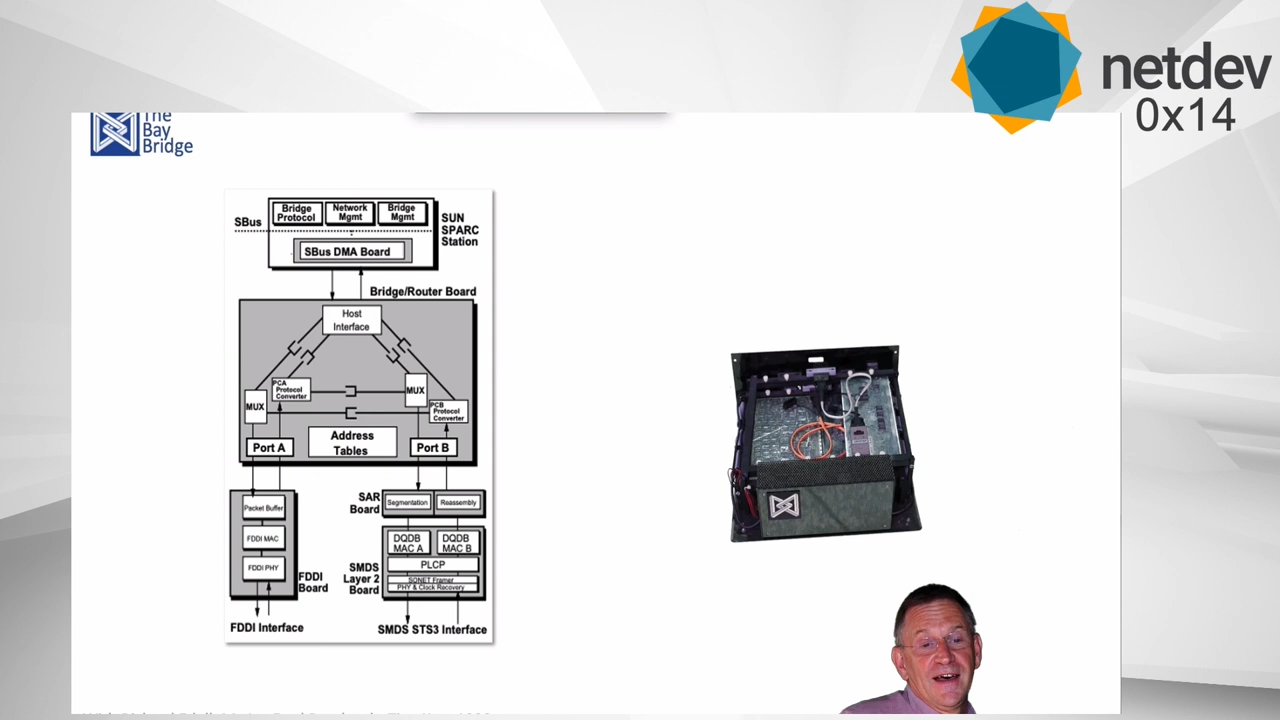 netdev
0x14
The
Bay
Bridge
SBus
Bridge
Protocol
Network
Mgmt
Bridge
Mgmt
SUN
SPARC
Station
SBus DMA Board
Bridge/Router Board
Host
Interface
PCA
Protocol
Converter
MUX
MUX
PCB
Protocol
Converter
Port A
Address
Tables
Port B
Packet Buffer
FDDI MAC
FDDI PHY
FDDI
Board
FDDI Interface
SAR
Board
Segmentation
Reassembly
DQDB
MAC A
DQDB
MAC B
PLCP
SONET Framer
PHY & Clock Recovery
SMDS
Layer 2
Board
SMDS STS3 Interface